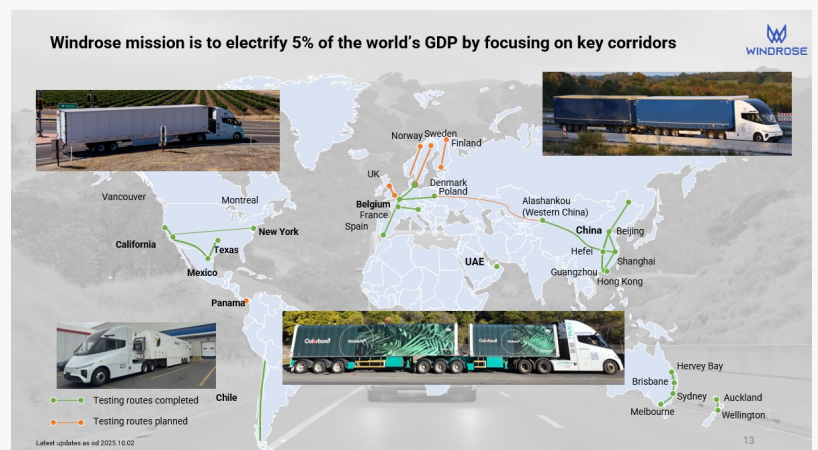 Windrose mission is to electrify 5% of the world's GDP by focusing on key corridors
WINDROSE
Norway
Sweden
Finland
UK
Denmark
Poland
Belgium
France
Spain
Vancouver
Montreal
New York
California
Texas
Mexico
Alashankou
(Western China)
China
Beijing
Hefei
Shanghai
Guangzhou
Hong Kong
UAE
Panama
Chile
Colorbond
Hervey Bay
Brisbane
Sydney
Melbourne
Auckland
Wellington
Testing routes completed
Testing routes planned
Latest updates as od 2025.10.02
13